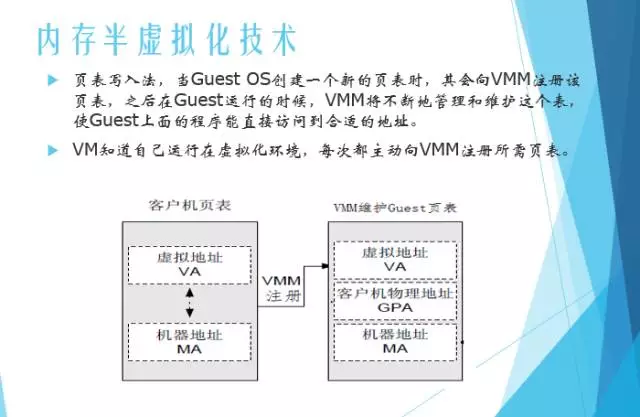 内存半虚拟化技术
页表写入法，当Guest OS创建一个新的页表时，其会向VMM注册该
页表，之后在Guest运行的时候，VMM将不断地管理和维护这个表，
使Guest上面的程序能直接访问到合适的地址。
VM知道自己运行在虚拟化环境，每次都主动向VMM注册所需页表。
客户机页表
虚拟地址
VA
机器地址
MA
VMM
注册
VMM维护Guest页表
虚拟地址
VA
客户机物理地址
GPA
机器地址
MA